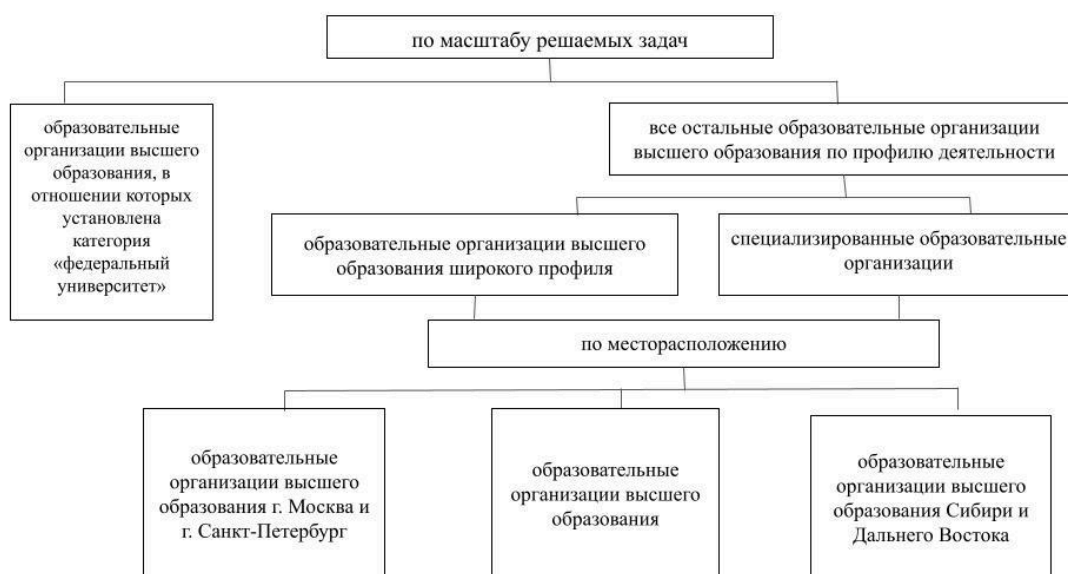 по масштабу решаемых задач
образовательные
организации высшего
образования, в
отношении которых
установлена
категория
«федеральный
университет»
все остальные образовательные организации
высшего образования по профилю деятельности
образовательные организации высшего
образования широкого профиля
специализированные образовательные
организации
по месторасположению
образовательные
организации высшего
образования г. Москва и
г. Санкт-Петербург
образовательные
организации высшего
образования
образовательные
организации высшего
образования Сибири и
Дальнего Востока